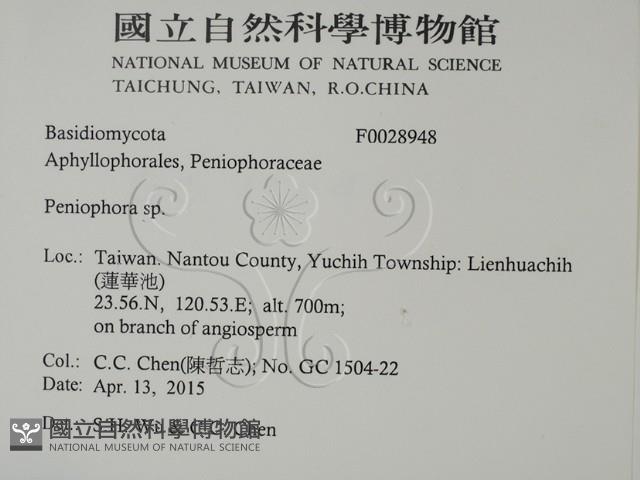 國立自然科學博物館
NATIONAL MUSEUM OF NATURAL SCIENCE
TAICHUNG, TAIWAN, R.O.CHINA
Basidiomycota F0028948
Aphyllophorales, Peniophoraceae
Peniophora sp.
Loc.: Taiwan. Nantou County, Yuchih Township: Lienhuachih
(蓮華池)
23.56.N, 120.53.E; alt. 700m;
on branch of angiosperm
Col.: C.C. Chen(陳哲志); No. GC 1504-22
Date: Apr. 13, 2015
S.H. Wu & C.C. Chen
國立自然科學博物館
NATIONAL MUSEUM OF NATURAL SCIENCE